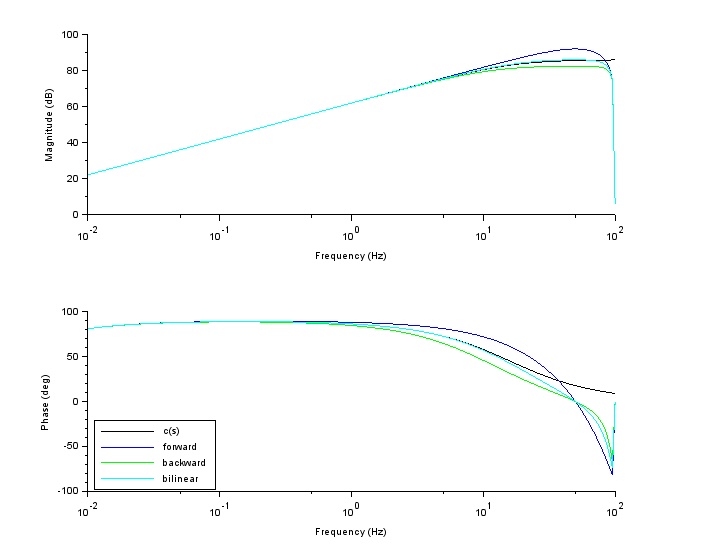 100
80
60
40
20
0
Magnitude (dB)
10^-2 10^-1 10^0 10^1 10^2
Frequency (Hz)
100
50
0
-50
-100
Phase (deg)
c(s)
forward
backward
bilinear
10^-2 10^-1 10^0 10^1 10^2
Frequency (Hz)